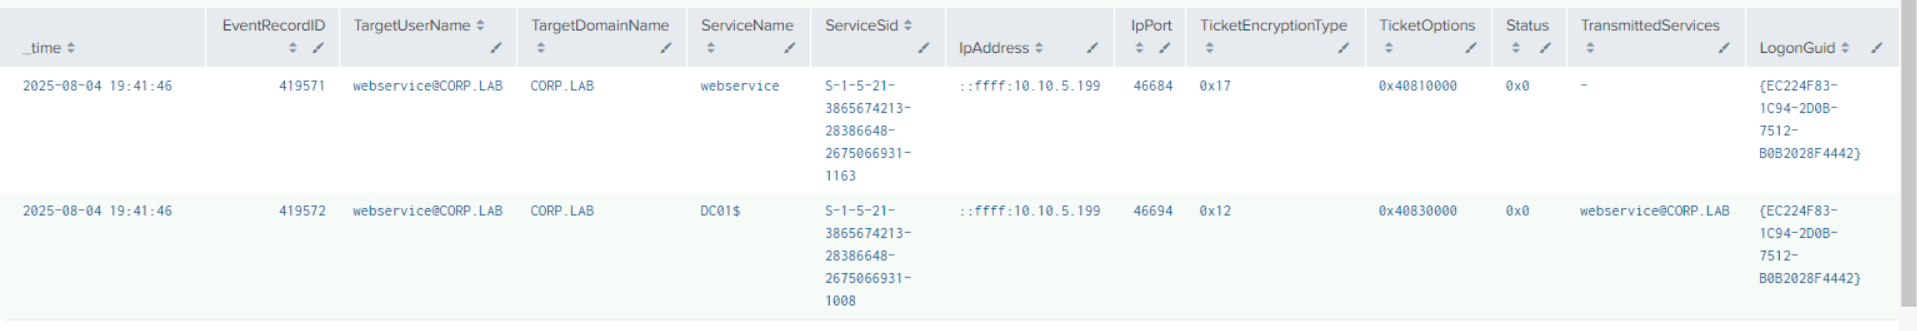 EventRecordID TargetUserName TargetDomainName ServiceName ServiceSid IpPort TicketEncryptionType TicketOptions Status TransmittedServices
_time IpAddress LogonGuid
2025-08-04 19:41:46 419571 webservice@CORP.LAB CORP.LAB webservice S-1-5-21- ::ffff:10.10.5.199 46684 0x17 0x40810000 0x0 - {EC224F83-
3865674213- 1C94-2D0B-
28386648- 7512-
2675066931- B0B2028F4442}
1163
2025-08-04 19:41:46 419572 webservice@CORP.LAB CORP.LAB DC01$ S-1-5-21- ::ffff:10.10.5.199 46694 0x12 0x40830000 0x0 webservice@CORP.LAB {EC224F83-
3865674213- 1C94-2D0B-
28386648- 7512-
2675066931- B0B2028F4442}
1008